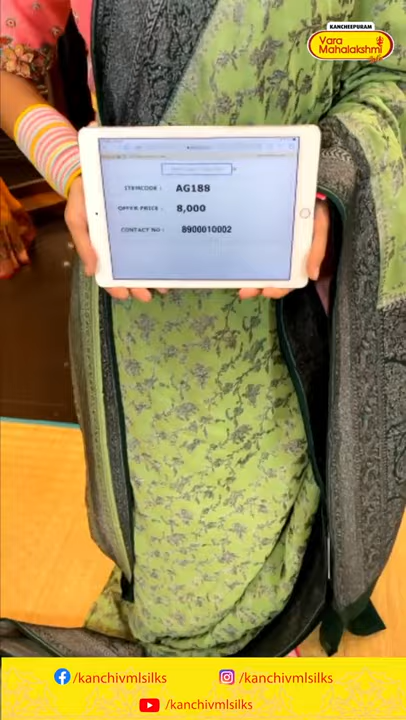 KANCHEEPURAM
Vara
Mahalakshmi
ITEMCODE : AG188
OFFER PRICE : 8,000
CONTACT NO : 8900010002
/kanchivmlsilks
/kanchivmlsilks
/kanchivmlsilks